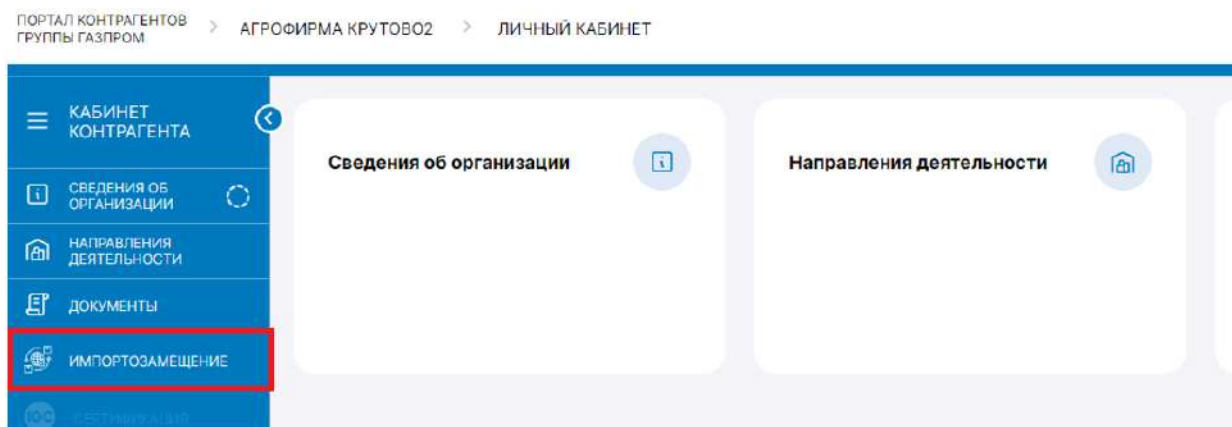 ПОРТАЛ КОНТРАГЕНТОВ
ГРУППЫ ГАЗПРОМ
> АГРОФИРМА КРУТОВО2 > ЛИЧНЫЙ КАБИНЕТ
КАБИНЕТ
КОНТРАГЕНТА
СВЕДЕНИЯ ОБ
ОРГАНИЗАЦИИ
НАПРАВЛЕНИЯ
ДЕЯТЕЛЬНОСТИ
ДОКУМЕНТЫ
ИМПОРТОЗАМЕЩЕНИЕ
СЕРТИФИКАЦИЯ
Сведения об организации
Направления деятельности